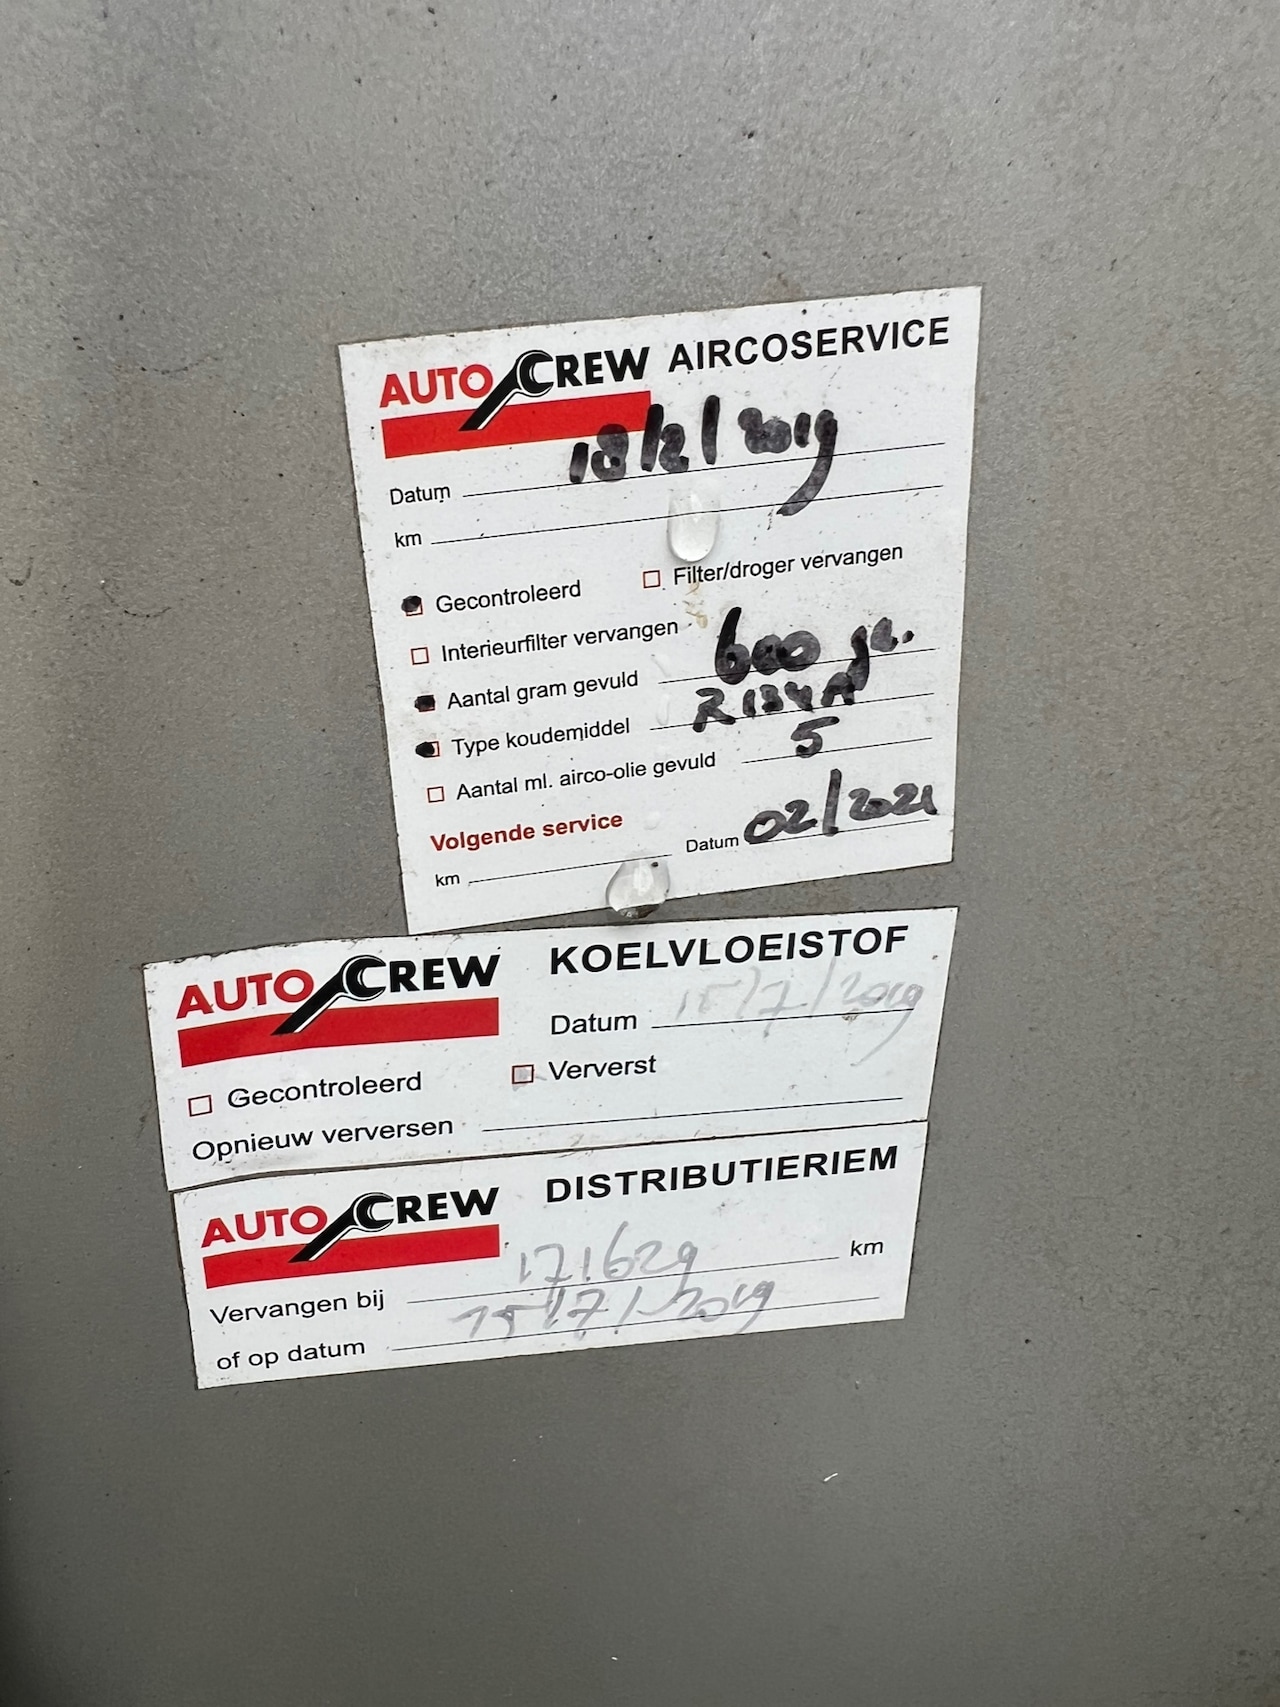 AUTO CREW AIRCOSERVICE
Datum 18/2/2019
km
Gecontroleerd Filter/droger vervangen
Interieurfilter vervangen
Aantal gram gevuld 600 gr.
Type koudemiddel R134A
Aantal ml. airco-olie gevuld 5
Volgende service
km Datum 02/2021
AUTO CREW KOELVLOEISTOF
Datum 15/7/2019
Gecontroleerd Ververst
Opnieuw verversen
AUTO CREW DISTRIBUTIERIEM
Vervangen bij 171629 km
of op datum 15/7/2019